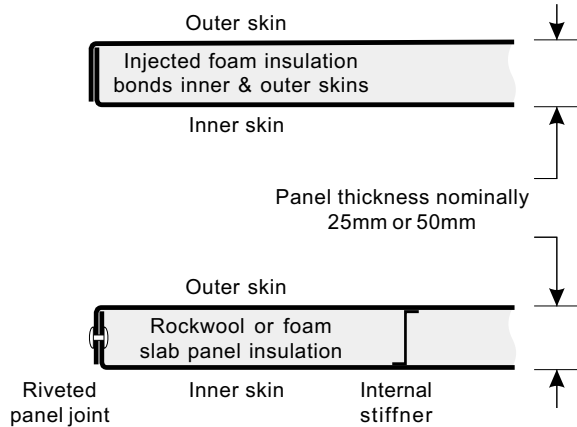 Outer skin
Injected foam insulation
bonds inner & outer skins
Inner skin
Panel thickness nominally
25mm or 50mm
Outer skin
Rockwool or foam
slab panel insulation
Riveted
panel joint
Inner skin
Internal
stiffner